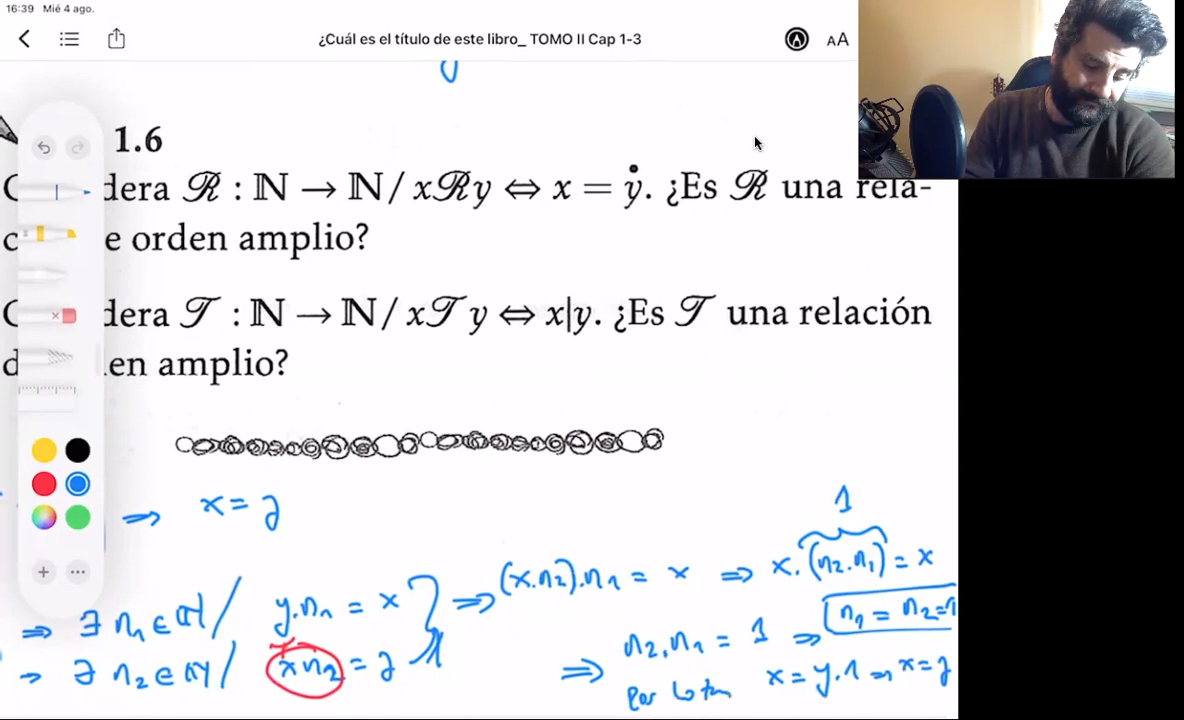 16:39 Mié 4 ago.
¿Cuál es el título de este libro_ TOMO II Cap 1-3
AA
1.6
dera ℛ : ℕ → ℕ/ xℛy ⇔ x = ẙ. ¿Es ℛ una rela-
e orden amplio?
dera 𝒯 : ℕ → ℕ/ x𝒯y ⇔ x|y. ¿Es 𝒯 una relación
en amplio?
⇒ x = y
1
⇒ ∃ n₁ ∈ ℕ / y.n₁ = x } ⇒ (x.n₂).n₁ = x ⇒ x.(n₂.n₁) = x
⇒ ∃ n₂ ∈ ℕ / x n₂ = y
⇒ n₂.n₁ = 1 ⇒ n₁ = n₂ = 1
por x = y.1 ⇒ x = y